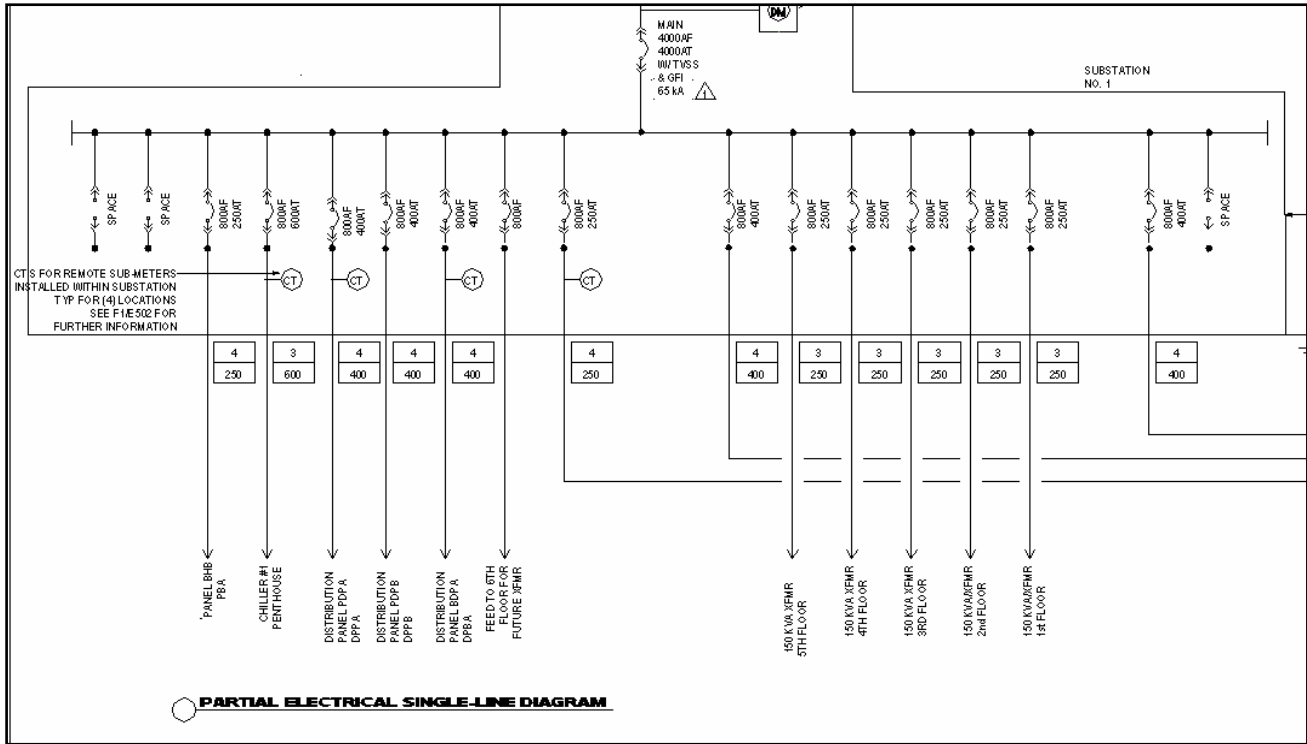 DM
MAIN
4000AF
4000AT
W/ TVSS
& GFI
65 kA
1
SUBSTATION
NO. 1
SPACE
SPACE
800AF
250AT
800AF
600AT
800AF
400AT
800AF
400AT
800AF
400AT
800AF
800AF
250AT
800AF
400AT
800AF
250AT
800AF
250AT
800AF
250AT
800AF
250AT
800AF
250AT
800AF
400AT
SPACE
CT'S FOR REMOTE SUB-METERS
INSTALLED WITHIN SUBSTATION
TYP FOR (4) LOCATIONS
SEE F1/E502 FOR
FURTHER INFORMATION
CT
CT
CT
CT
4
250
3
600
4
400
4
400
4
400
4
250
4
400
3
250
3
250
3
250
3
250
3
250
4
400
PANEL BHB
PBA
CHILLER #1
PENTHOUSE
DISTRIBUTION
PANEL PDPA
DPPA
DISTRIBUTION
PANEL PDPB
DPPB
DISTRIBUTION
PANEL BDPA
DPBA
FEED TO 6TH
FLOOR FOR
FUTURE XFMR
150 KVA XFMR
5TH FLOOR
150 KVA XFMR
4TH FLOOR
150 KVA XFMR
3RD FLOOR
150 KVA/XFMR
2nd FLOOR
150 KVA/XFMR
1st FLOOR
PARTIAL ELECTRICAL SINGLE-LINE DIAGRAM